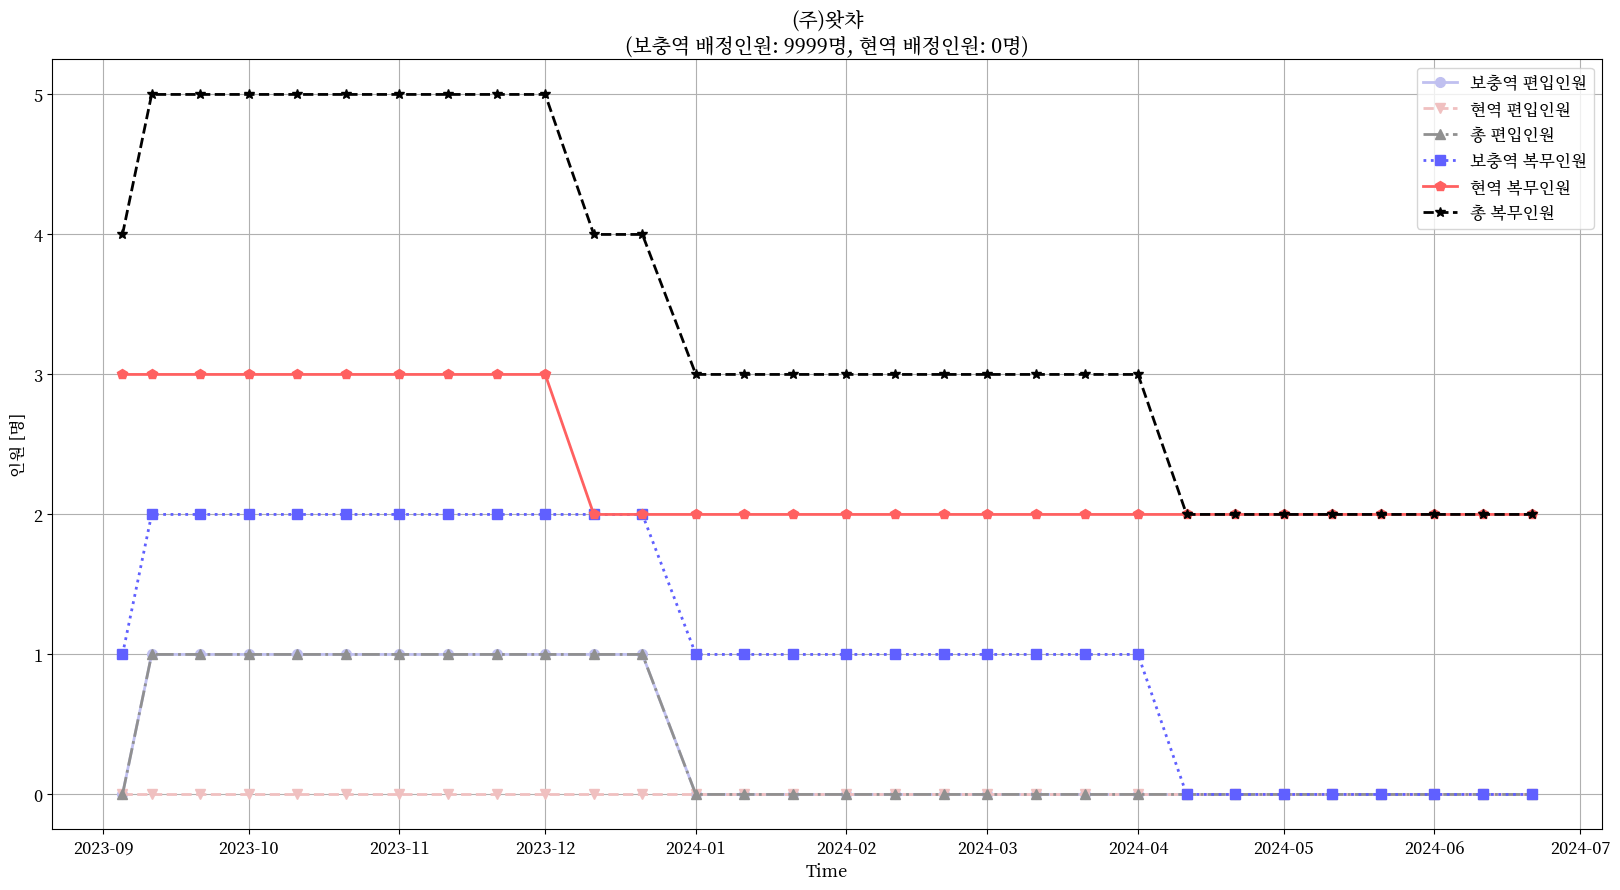 (주)왓챠
(보충역 배정인원: 9999명, 현역 배정인원: 0명)
보충역 편입인원
현역 편입인원
총 편입인원
보충역 복무인원
현역 복무인원
총 복무인원
인원 [명]
5
4
3
2
1
0
2023-09 2023-10 2023-11 2023-12 2024-01 2024-02 2024-03 2024-04 2024-05 2024-06 2024-07
Time